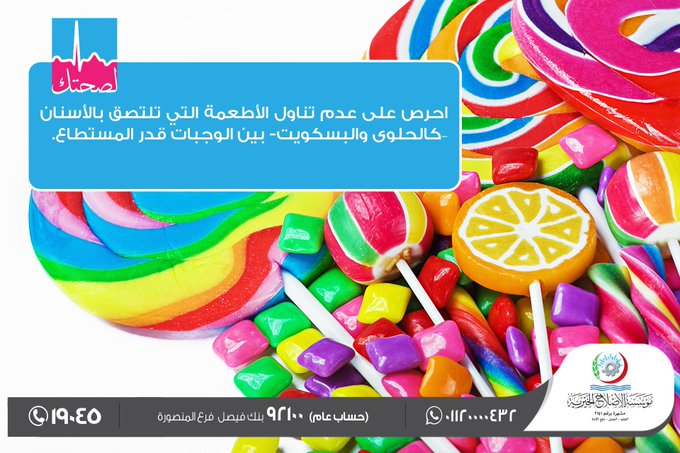 لصحتك
احرص على عدم تناول الأطعمة التي تلتصق بالأسنان
-كالحلوى والبسكويت- بين الوجبات قدر المستطاع.
مؤسسة الإصلاح الخيرية
٠١١٢٠٠٠٠٤٣٢
(حساب عام) ٩٢١٠٠ بنك فيصل فرع المنصورة
١٩٠٤٥